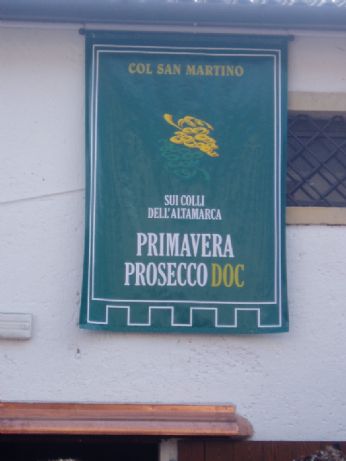 COL SAN MARTINO
SUI COLLI
DELL'ALTAMARCA
PRIMAVERA
PROSECCO DOC